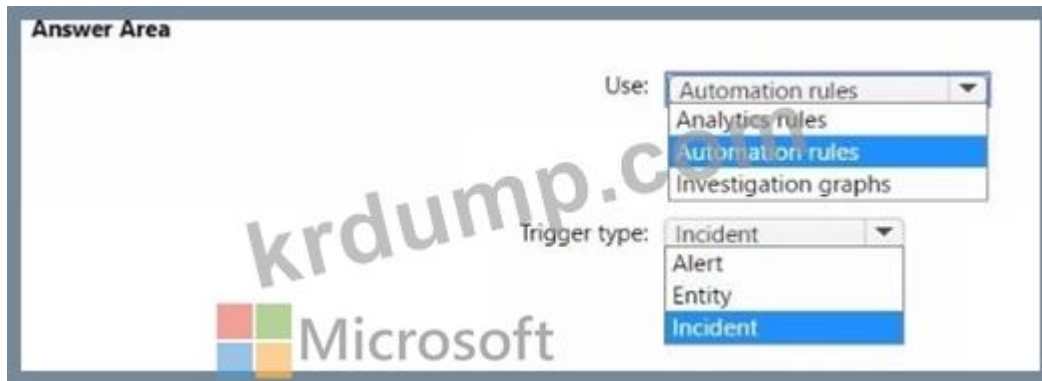 Answer Area
Use: Automation rules
Analytics rules
Automation rules
Investigation graphs
krdump.com
Trigger type: Incident
Alert
Entity
Incident
Microsoft